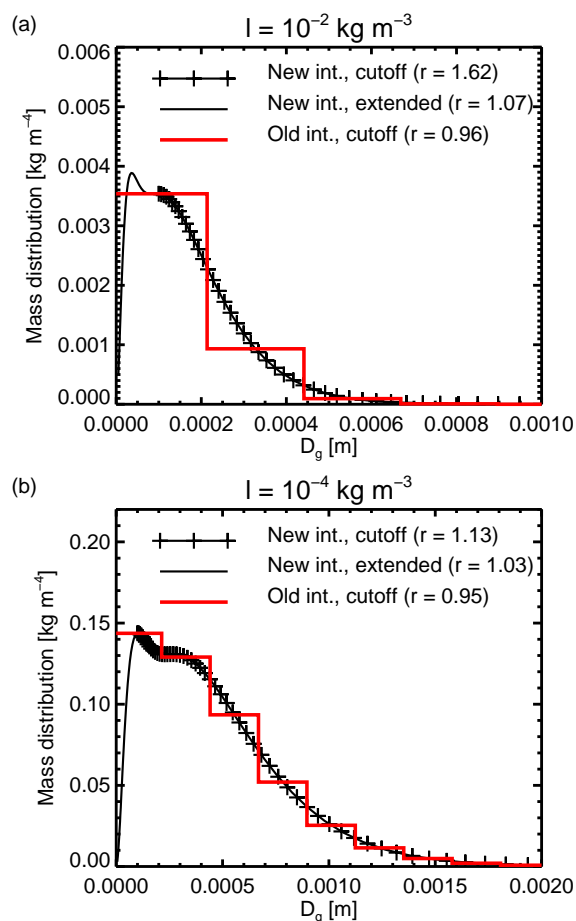 (a)
l = 10⁻² kg m⁻³
0.006
0.005
0.004
0.003
0.002
0.001
0.000
Mass distribution [kg m⁻⁴]
New int., cutoff (r = 1.62)
New int., extended (r = 1.07)
Old int., cutoff (r = 0.96)
0.0000 0.0002 0.0004 0.0006 0.0008 0.0010
D_g [m]
(b)
l = 10⁻⁴ kg m⁻³
0.20
0.15
0.10
0.05
0.00
Mass distribution [kg m⁻⁴]
New int., cutoff (r = 1.13)
New int., extended (r = 1.03)
Old int., cutoff (r = 0.95)
0.0000 0.0005 0.0010 0.0015 0.0020
D_g [m]